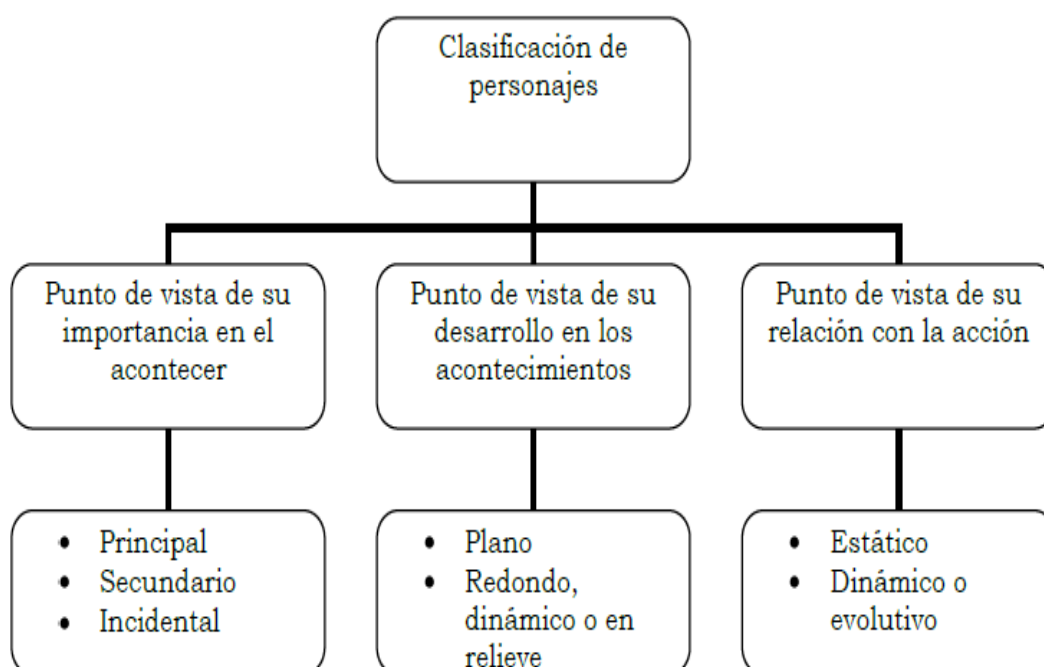 Clasificación de
personajes
Punto de vista de su
importancia en el
acontecer
Punto de vista de su
desarrollo en los
acontecimientos
Punto de vista de su
relación con la acción
• Principal
• Secundario
• Incidental
• Plano
• Redondo,
dinámico o en
relieve
• Estático
• Dinámico o
evolutivo